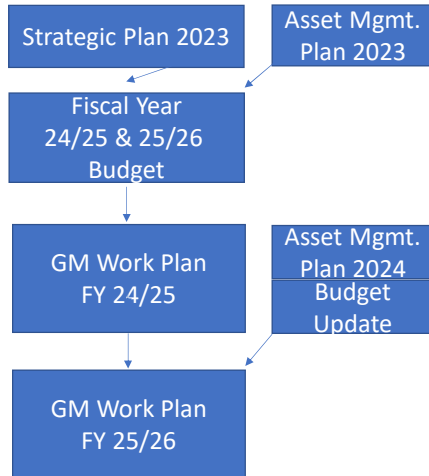 Strategic Plan 2023
Asset Mgmt.
Plan 2023
Fiscal Year
24/25 & 25/26
Budget
GM Work Plan
FY 24/25
Asset Mgmt.
Plan 2024
Budget
Update
GM Work Plan
FY 25/26